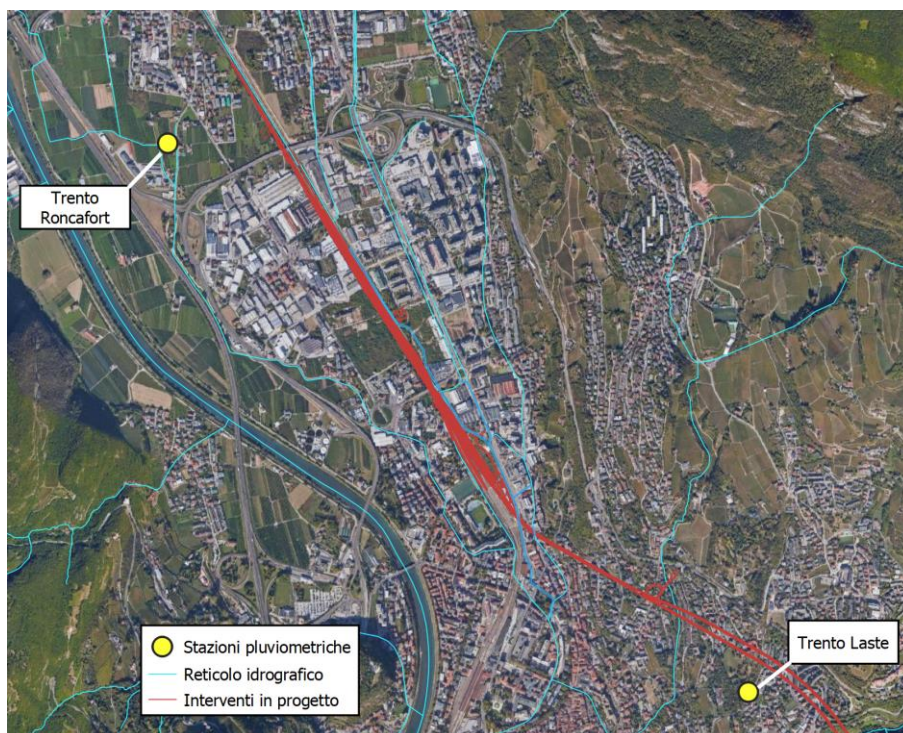 Trento
Roncafort
Trento Laste
Stazioni pluviometriche
Reticolo idrografico
Interventi in progetto